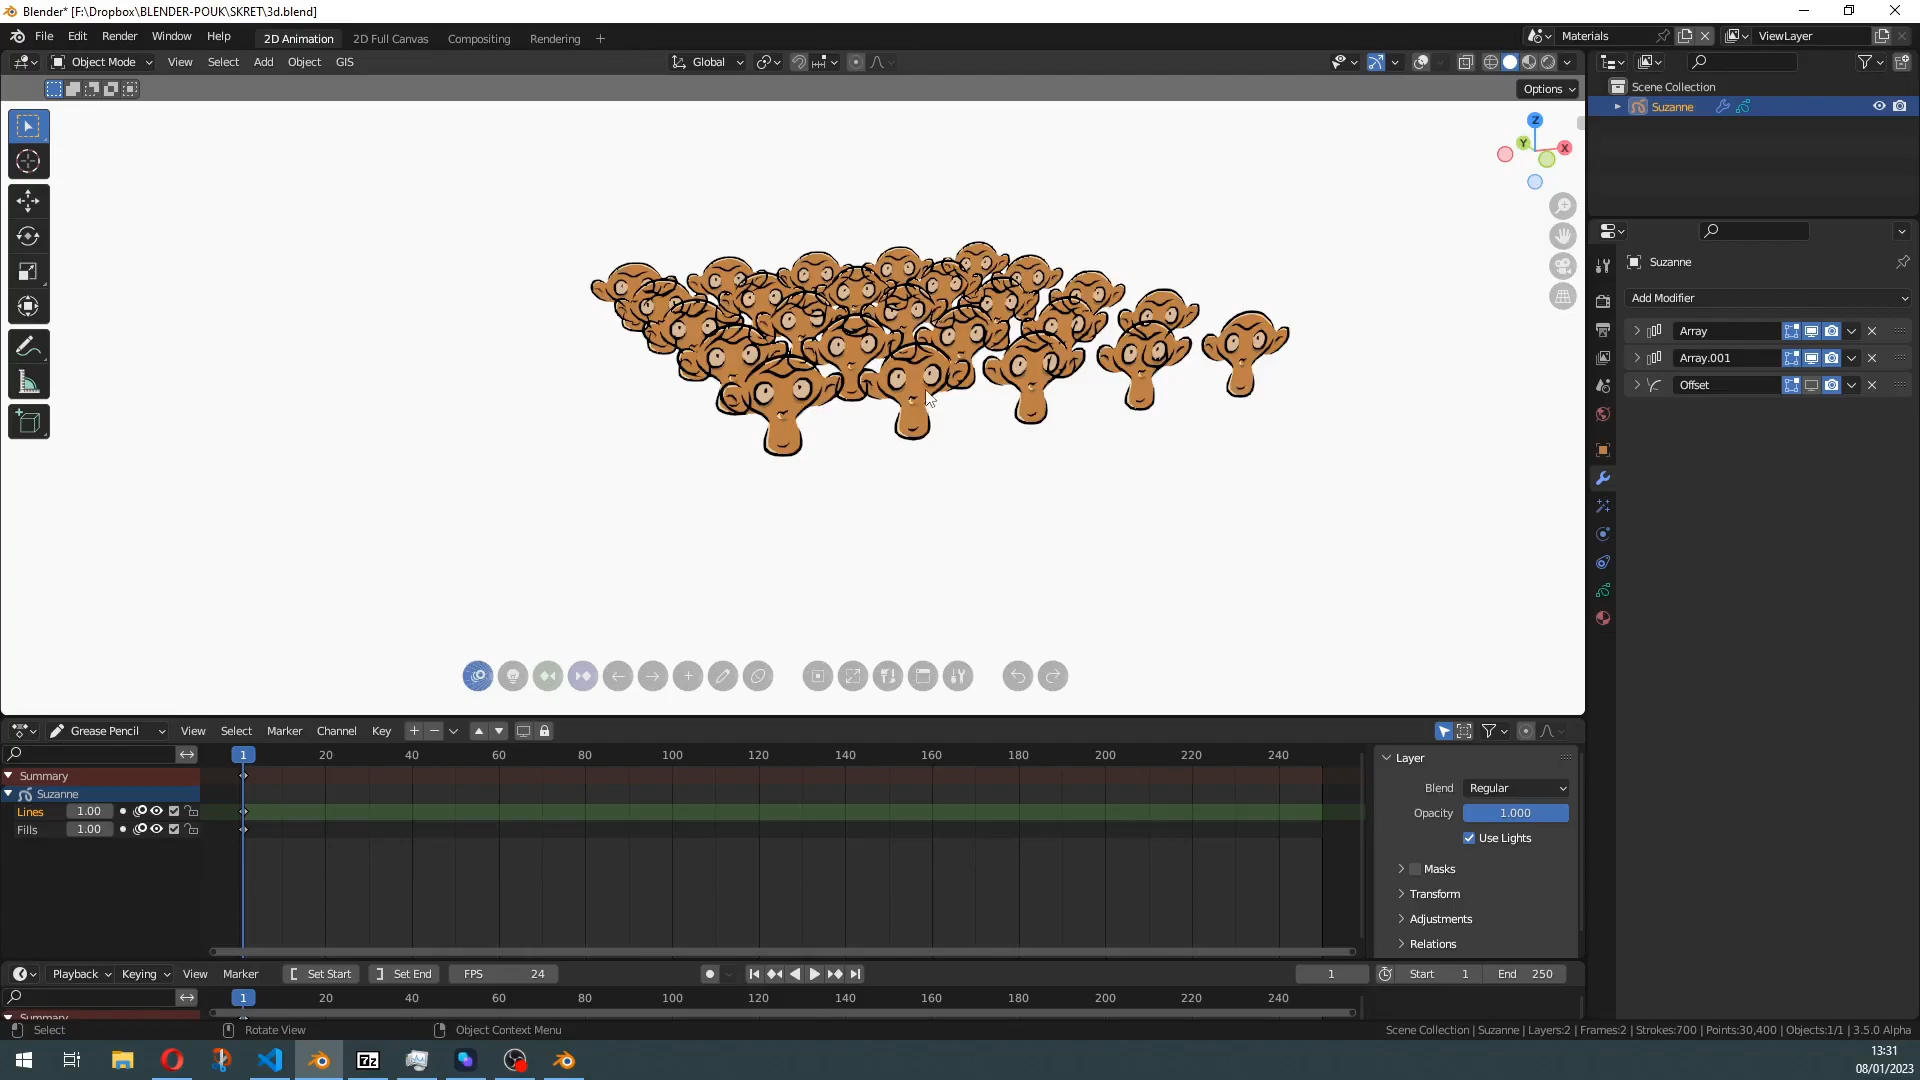 Blender* [F:\Dropbox\BLENDER-POUK\SKRET\3d.blend]
File Edit Render Window Help 2D Animation 2D Full Canvas Compositing Rendering + Materials ViewLayer
Object Mode View Select Add Object GIS Global
Options
Z
Y
X
Scene Collection
Suzanne
Suzanne
Add Modifier
Array
Array.001
Offset
Grease Pencil View Select Marker Channel Key
1 20 40 60 80 100 120 140 160 180 200 220 240
Summary
Suzanne
Lines 1.00
Fills 1.00
Layer
Blend Regular
Opacity 1.000
Use Lights
Masks
Transform
Adjustments
Relations
Playback Keying View Marker [ Set Start ] Set End FPS 24 1 Start 1 End 250
1 20 40 60 80 100 120 140 160 180 200 220 240
Summary
Select Rotate View Object Context Menu Scene Collection | Suzanne | Layers:2 | Frames:2 | Strokes:700 | Points:30,400 | Objects:1/1 | 3.5.0 Alpha
7z
13:31
08/01/2023